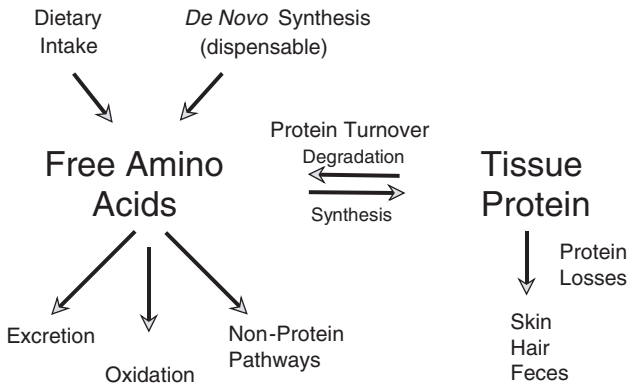 Dietary
Intake
De Novo Synthesis
(dispensable)
Protein Turnover
Degradation
Synthesis
Free Amino
Acids
Tissue
Protein
Protein
Losses
Excretion
Oxidation
Non-Protein
Pathways
Skin
Hair
Feces